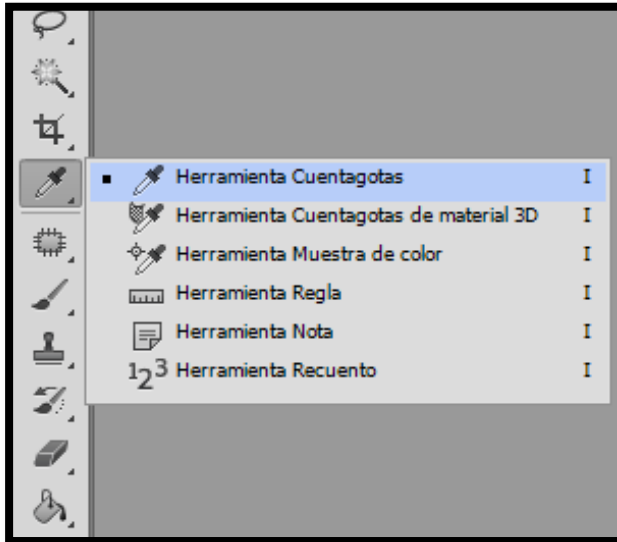 Herramienta Cuentagotas I
Herramienta Cuentagotas de material 3D I
Herramienta Muestra de color I
Herramienta Regla I
Herramienta Nota I
123 Herramienta Recuento I